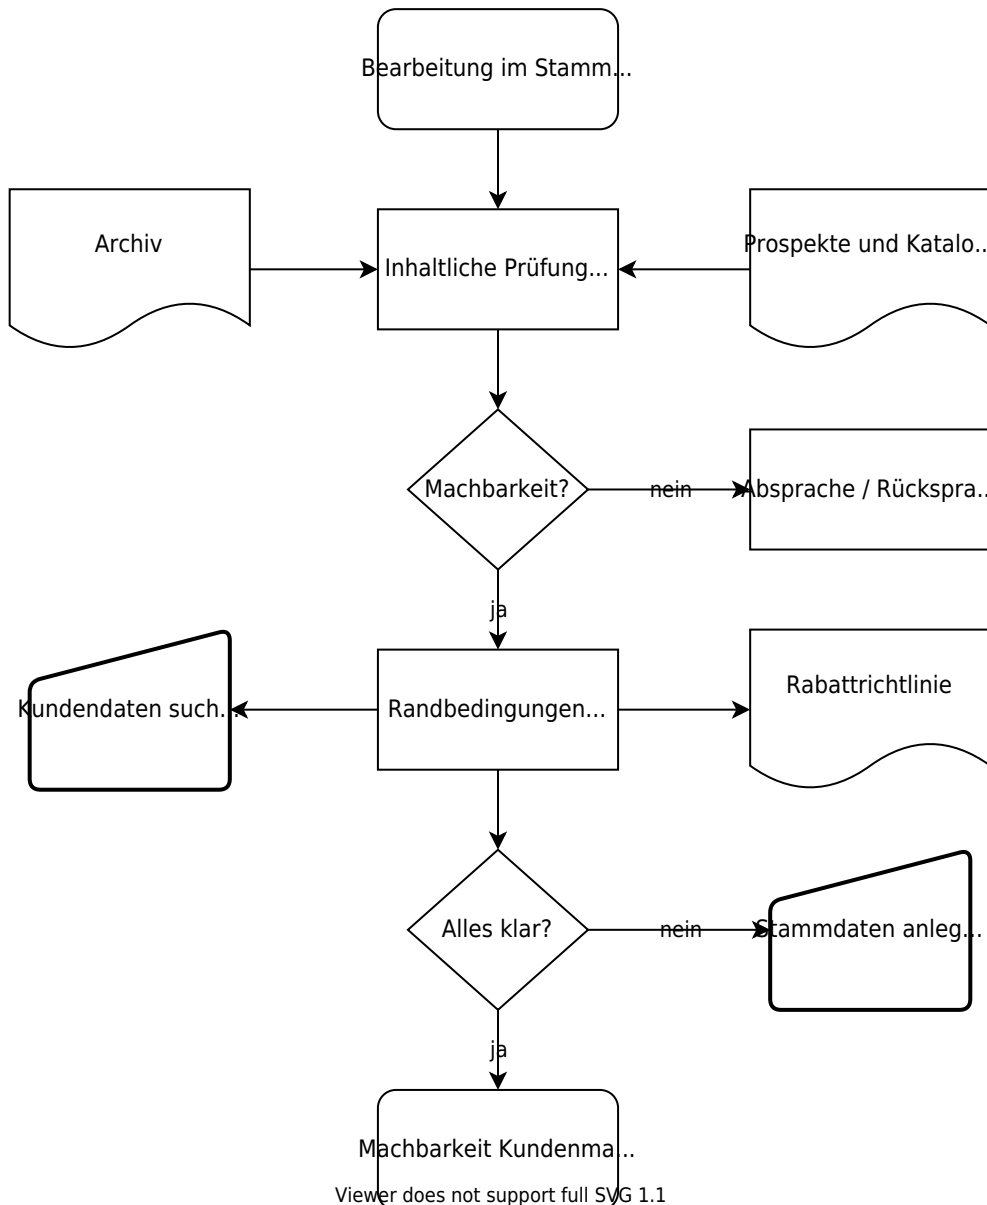 Bearbeitung im Stamm...
Archiv
Inhaltliche Prüfung...
Prospekte und Katalo...
Machbarkeit?
nein
Absprache / Rückspra...
ja
Kundendaten such...
Randbedingungen...
Rabattrichtlinie
Alles klar?
nein
Stammdaten anleg...
ja
Machbarkeit Kundenma...
Viewer does not support full SVG 1.1